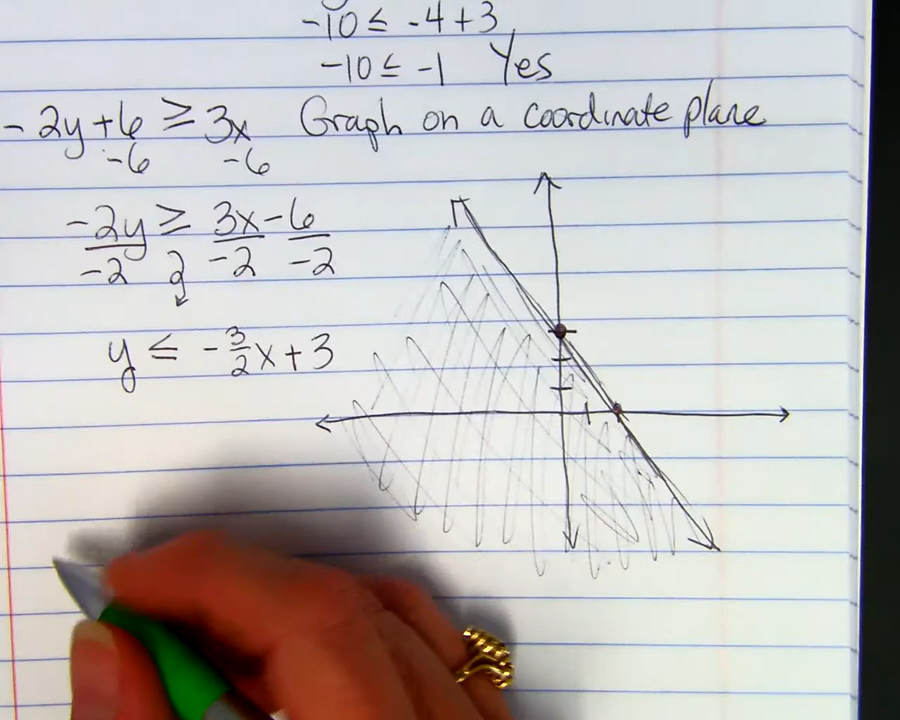 -10 ≤ -4 + 3
-10 ≤ -1 Yes
-2y + 6 ≥ 3x Graph on a coordinate plane
-6 -6
-2y ≥ 3x - 6
-2 -2 -2
y ≤ -3/2x + 3